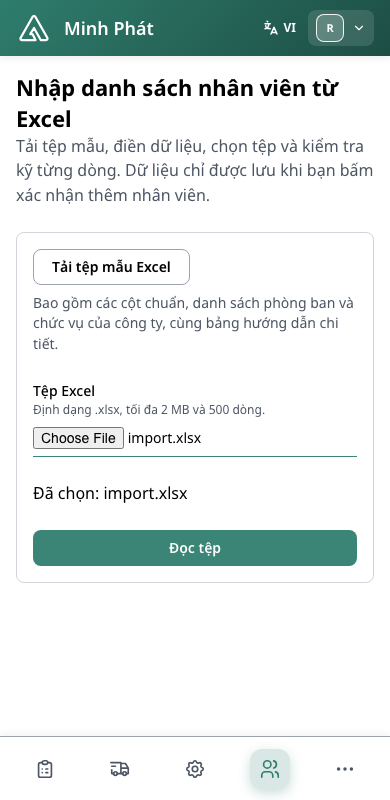 Minh Phát
VI
R
Nhập danh sách nhân viên từ
Excel
Tải tệp mẫu, điền dữ liệu, chọn tệp và kiểm tra
kỹ từng dòng. Dữ liệu chỉ được lưu khi bạn bấm
xác nhận thêm nhân viên.
Tải tệp mẫu Excel
Bao gồm các cột chuẩn, danh sách phòng ban và
chức vụ của công ty, cùng bảng hướng dẫn chi
tiết.
Tệp Excel
Định dạng .xlsx, tối đa 2 MB và 500 dòng.
Choose File import.xlsx
Đã chọn: import.xlsx
Đọc tệp